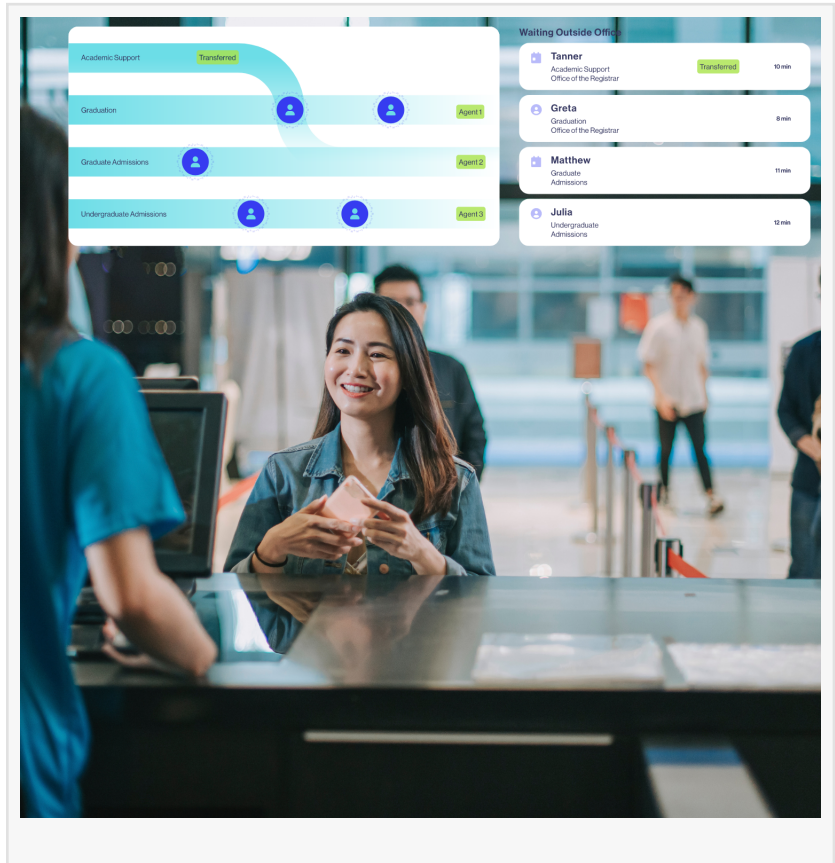 Academic Support
Transferred
Graduation
Agent 1
Graduate Admissions
Agent 2
Undergraduate Admissions
Agent 3
Waiting Outside Office
Tanner
Academic Support
Office of the Registrar
Transferred
10 min
Greta
Graduation
Office of the Registrar
8 min
Matthew
Graduate
Admissions
11 min
Julia
Undergraduate
Admissions
12 min